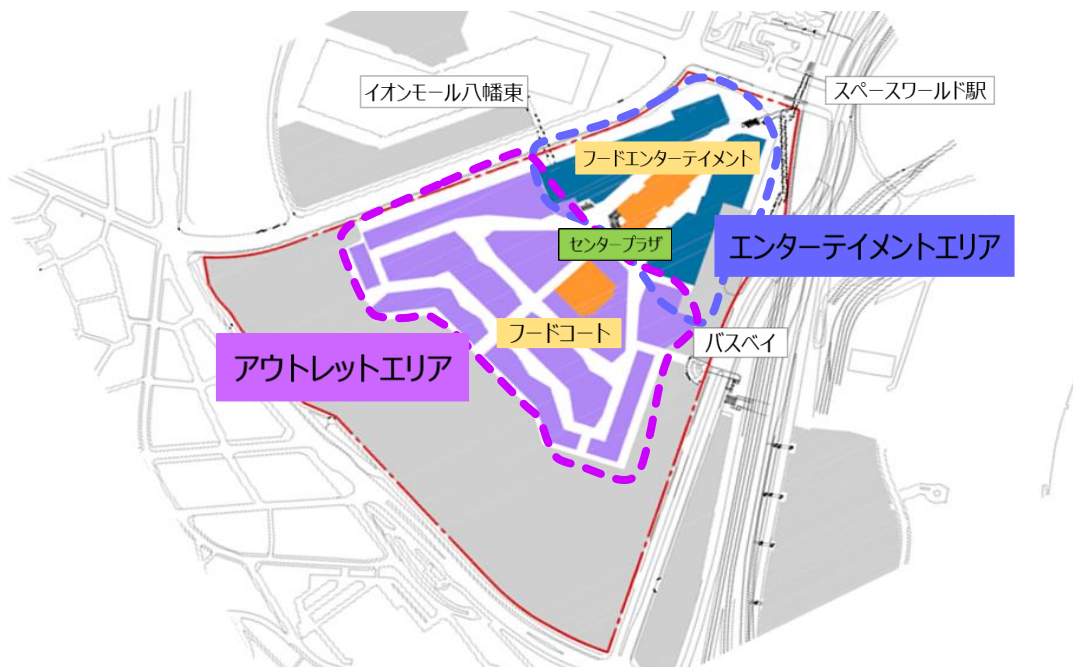 イオンモール八幡東
スペースワールド駅
フードエンターテイメント
センタープラザ
エンターテイメントエリア
フードコート
バスベイ
アウトレットエリア